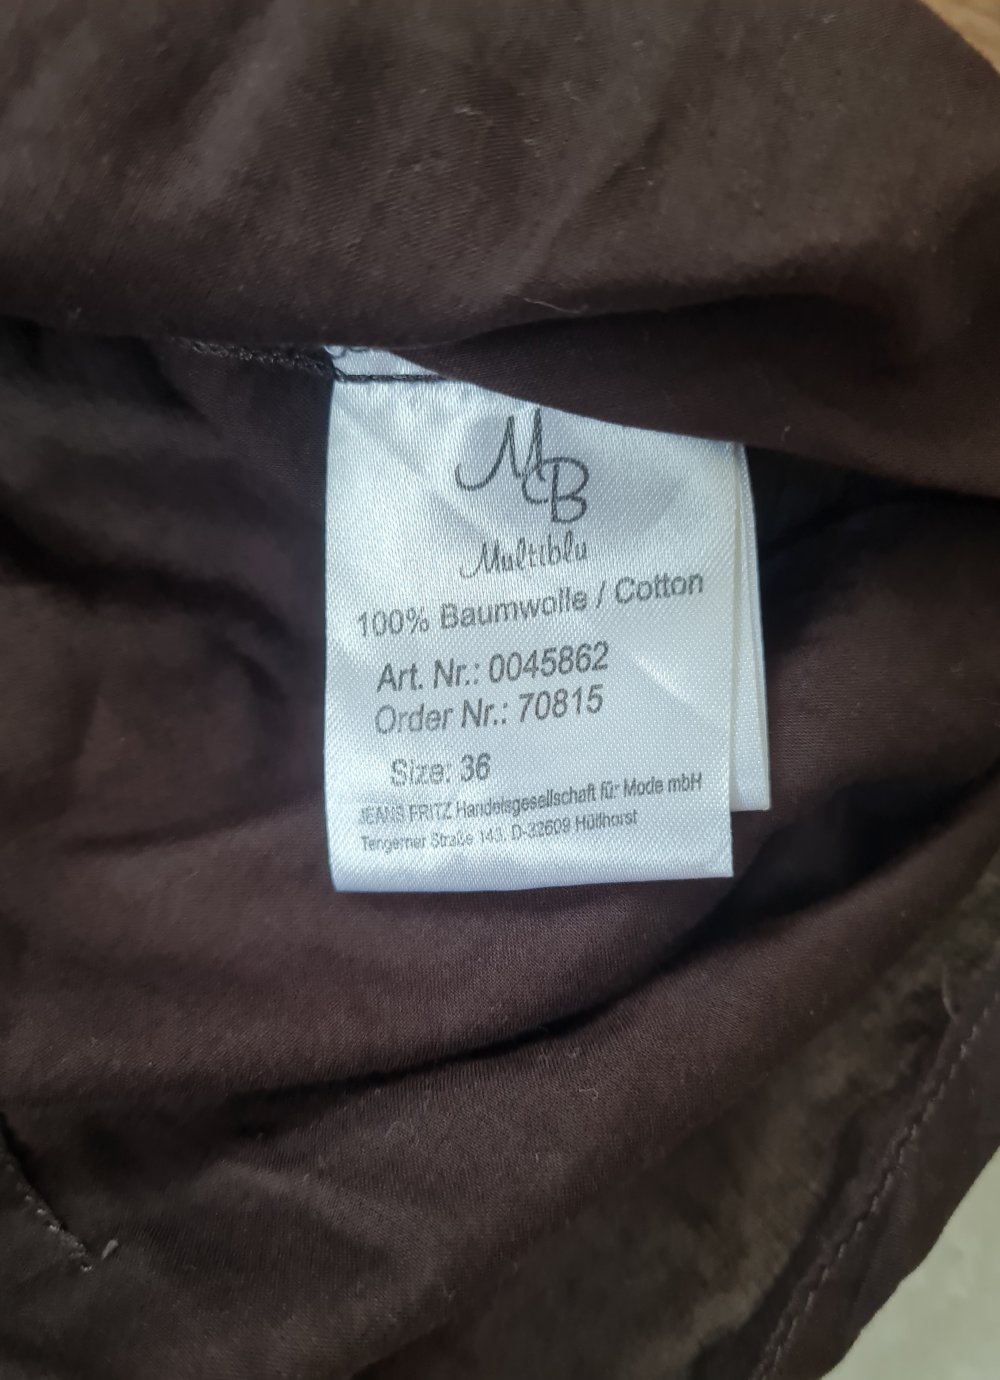 MB
Multiblu
100% Baumwolle / Cotton
Art. Nr.: 0045862
Order Nr.: 70815
Size: 36
JEANS FRITZ Handelsgesellschaft für Mode mbH
Tengerner Straße 143, D-32609 Hüllhorst